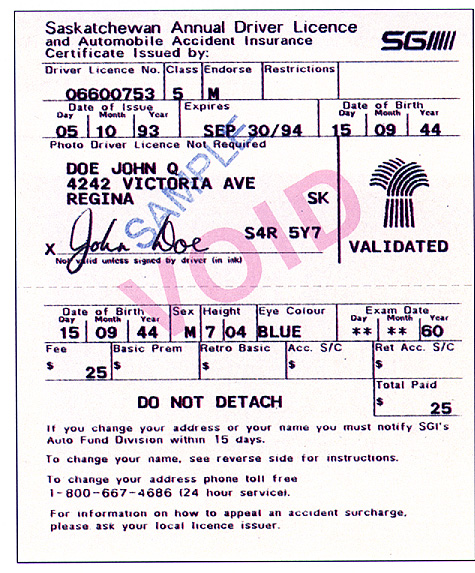 Saskatchewan Annual Driver Licence
and Automobile Accident Insurance
Certificate Issued by:
SGI
Driver Licence No. Class Endorse Restrictions
06600753 5 M
Date of Issue Expires Date of Birth
Day Month Year Day Month Year
05 10 93 SEP 30/94 15 09 44
Photo Driver Licence Not Required
DOE JOHN Q
4242 VICTORIA AVE
REGINA SK
S4R 5Y7
SAMPLE
VOID
VALIDATED
X John Doe
Not valid unless signed by driver (in ink)
Date of Birth Sex Height Eye Colour Exam Date
Day Month Year Day Month Year
15 09 44 M 7 04 BLUE ** ** 60
Fee Basic Prem Retro Basic Acc. S/C Ret Acc. S/C
$ 25 $ $ $ $
Total Paid
$ 25
DO NOT DETACH
If you change your address or your name you must notify SGI's
Auto Fund Division within 15 days.
To change your name, see reverse side for instructions.
To change your address phone toll free
1-800-667-4686 (24 hour service).
For information on how to appeal an accident surcharge,
please ask your local licence issuer.